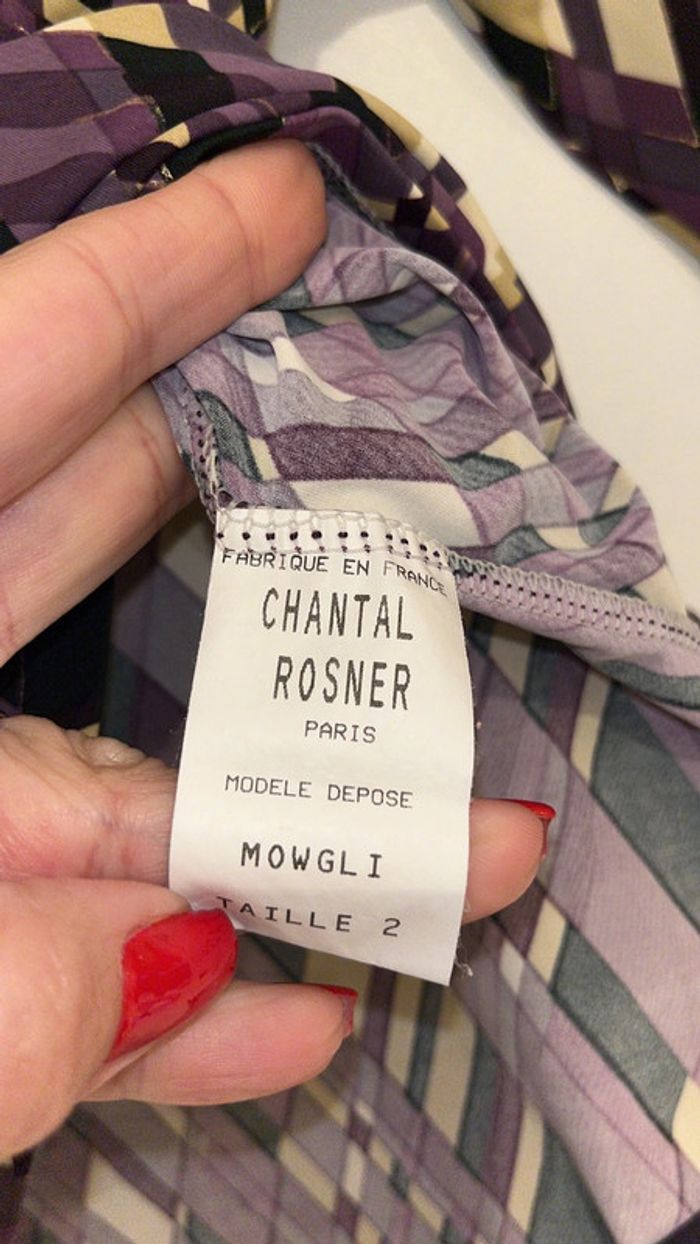 FABRIQUE EN FRANCE
CHANTAL
ROSNER
PARIS
MODELE DEPOSE
MOWGLI
TAILLE 2